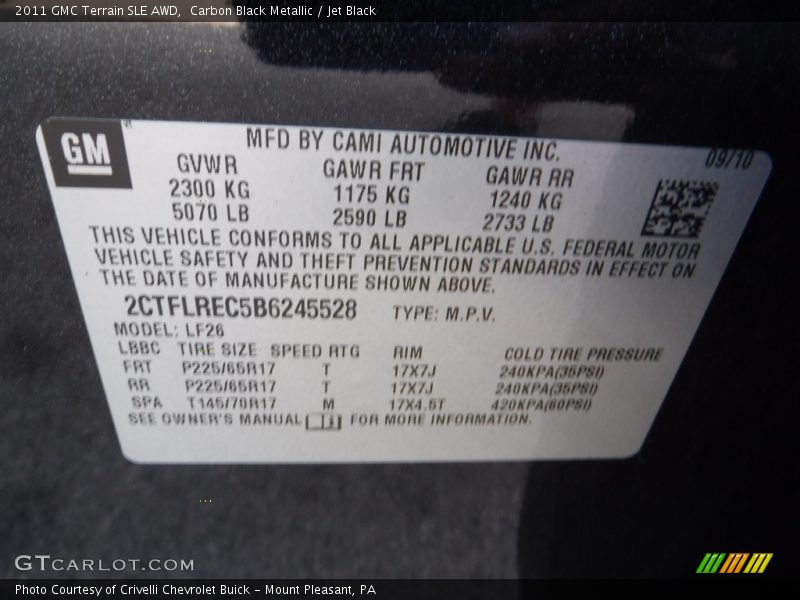 2011 GMC Terrain SLE AWD, Carbon Black Metallic / Jet Black
GM
MFD BY CAMI AUTOMOTIVE INC.
09/10
GVWR GAWR FRT GAWR RR
2300 KG 1175 KG 1240 KG
5070 LB 2590 LB 2733 LB
THIS VEHICLE CONFORMS TO ALL APPLICABLE U.S. FEDERAL MOTOR
VEHICLE SAFETY AND THEFT PREVENTION STANDARDS IN EFFECT ON
THE DATE OF MANUFACTURE SHOWN ABOVE.
2CTFLREC5B6245528 TYPE: M.P.V.
MODEL: LF26
LBBC TIRE SIZE SPEED RTG RIM COLD TIRE PRESSURE
FRT P225/65R17 T 17X7J 240KPA(35PSI)
RR P225/65R17 T 17X7J 240KPA(35PSI)
SPA T145/70R17 M 17X4.5T 420KPA(60PSI)
SEE OWNER'S MANUAL FOR MORE INFORMATION.
GTCARLOT.COM
Photo Courtesy of Crivelli Chevrolet Buick - Mount Pleasant, PA